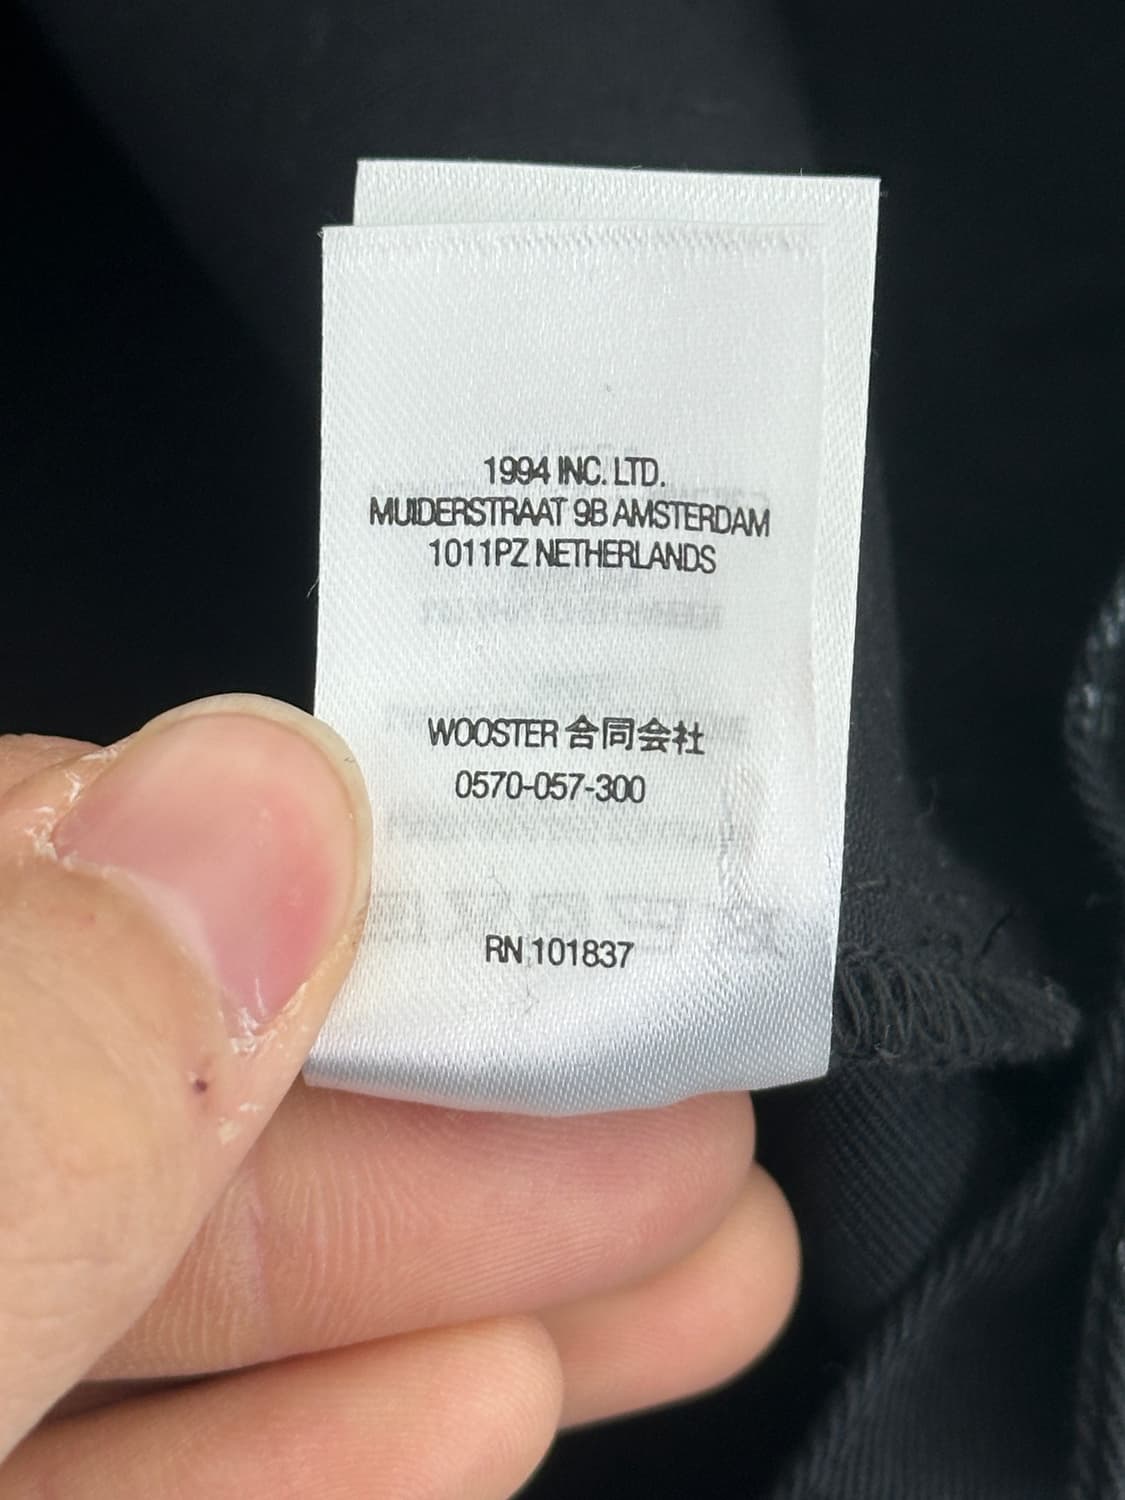 1994 INC. LTD.
MUIDERSTRAAT 9B AMSTERDAM
1011PZ NETHERLANDS
WOOSTER 合同会社
0570-057-300
RN 101837